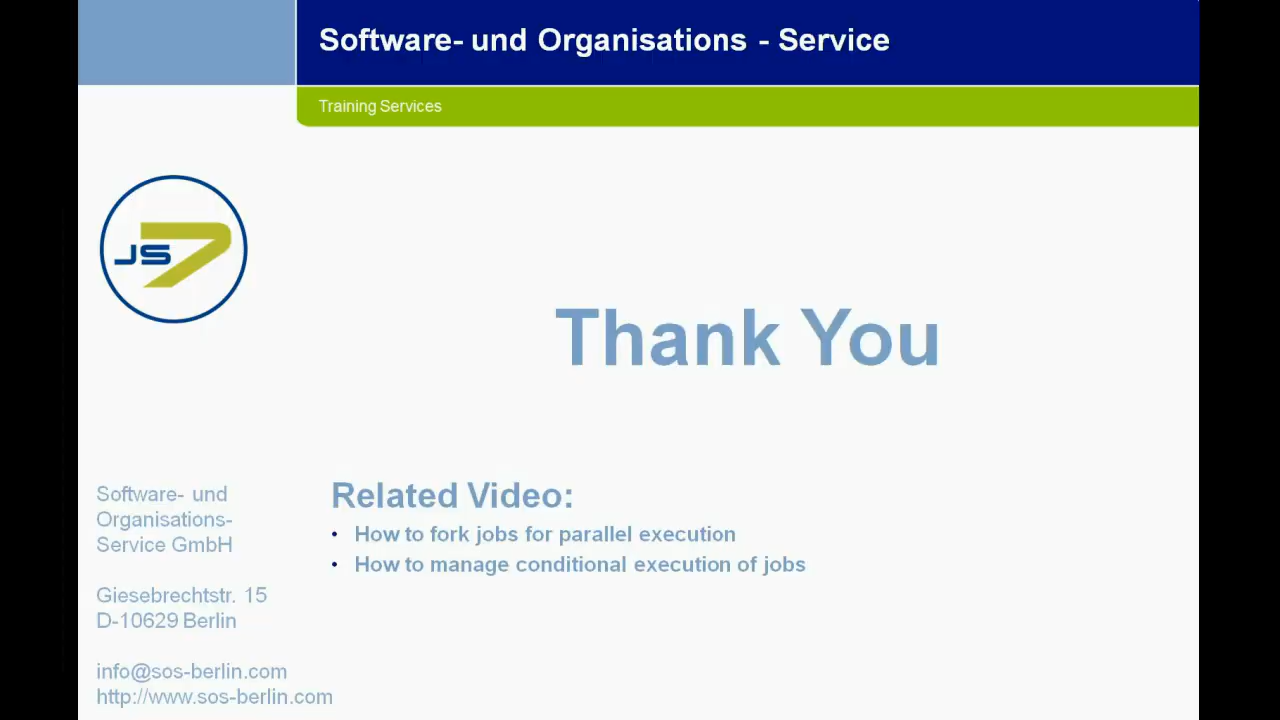 Software- und Organisations - Service
Training Services
JS7
Thank You
Related Video:
• How to fork jobs for parallel execution
• How to manage conditional execution of jobs
Software- und
Organisations-
Service GmbH
Giesebrechtstr. 15
D-10629 Berlin
info@sos-berlin.com
http://www.sos-berlin.com